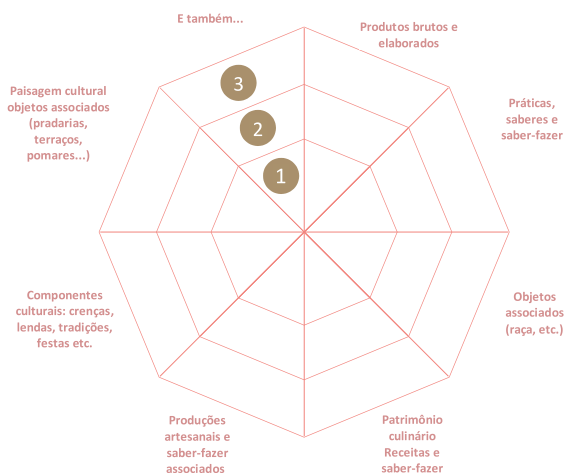 E também...
Produtos brutos e
elaborados
Práticas,
saberes e
saber-fazer
Objetos
associados
(raça, etc.)
Patrimônio
culinário
Receitas e
saber-fazer
Produções
artesanais e
saber-fazer
associados
Componentes
culturais: crenças,
lendas, tradições,
festas etc.
Paisagem cultural
objetos associados
(pradarias,
terraços,
pomares...)
3
2
1